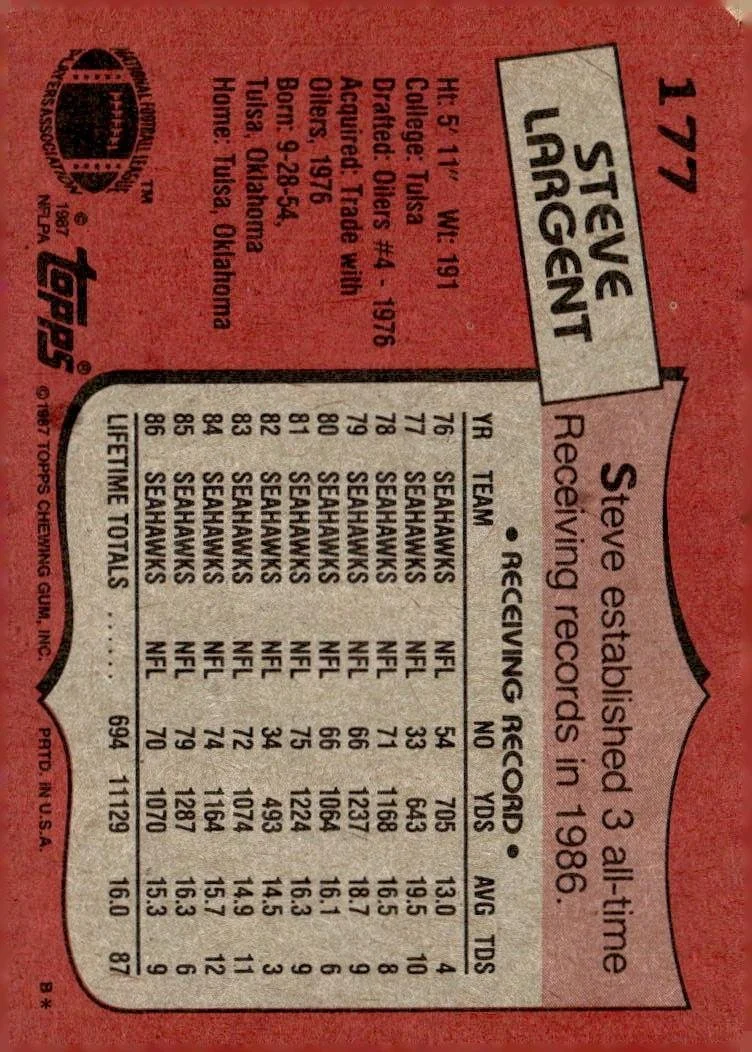 177
STEVE
LARGENT
Ht: 5' 11" Wt: 191
College: Tulsa
Drafted: Oilers #4 - 1976
Acquired: Trade with
Oilers, 1976
Born: 9-28-54,
Tulsa, Oklahoma
Home: Tulsa, Oklahoma
NATIONAL FOOTBALL LEAGUE
PLAYERS ASSOCIATION
TM
© 1987
NFLPA
Steve established 3 all-time
Receiving records in 1986.
• RECEIVING RECORD •
YR TEAM NO YDS AVG TDS
76 SEAHAWKS NFL 54 705 13.0 4
77 SEAHAWKS NFL 33 643 19.5 10
78 SEAHAWKS NFL 71 1168 16.5 8
79 SEAHAWKS NFL 66 1237 18.7 9
80 SEAHAWKS NFL 66 1064 16.1 6
81 SEAHAWKS NFL 75 1224 16.3 9
82 SEAHAWKS NFL 34 493 14.5 3
83 SEAHAWKS NFL 72 1074 14.9 11
84 SEAHAWKS NFL 74 1164 15.7 12
85 SEAHAWKS NFL 79 1287 16.3 6
86 SEAHAWKS NFL 70 1070 15.3 9
LIFETIME TOTALS ...... 694 11129 16.0 87
topps® © 1987 TOPPS CHEWING GUM, INC. PRTD. IN U.S.A. B*